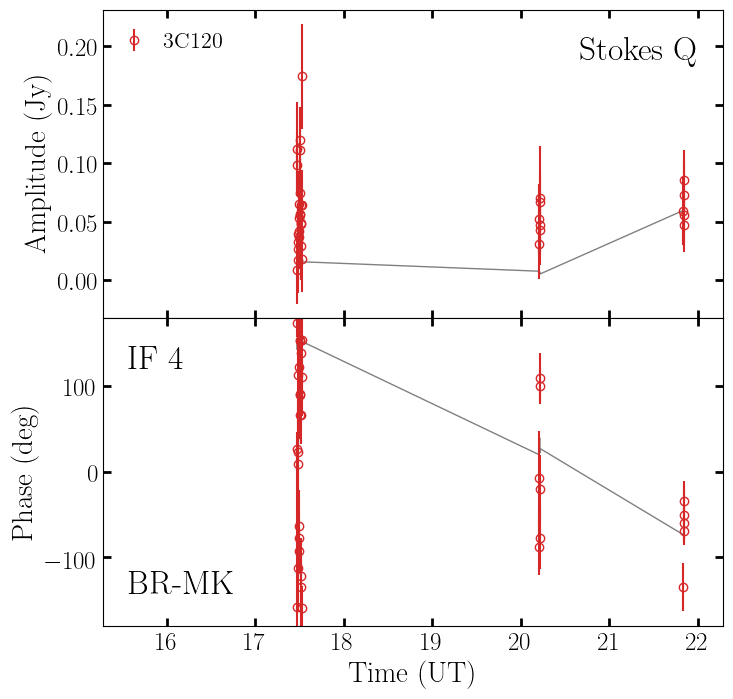 3C120
Stokes Q
0.20
0.15
0.10
0.05
0.00
Amplitude (Jy)
IF 4
100
0
−100
Phase (deg)
BR-MK
16 17 18 19 20 21 22
Time (UT)